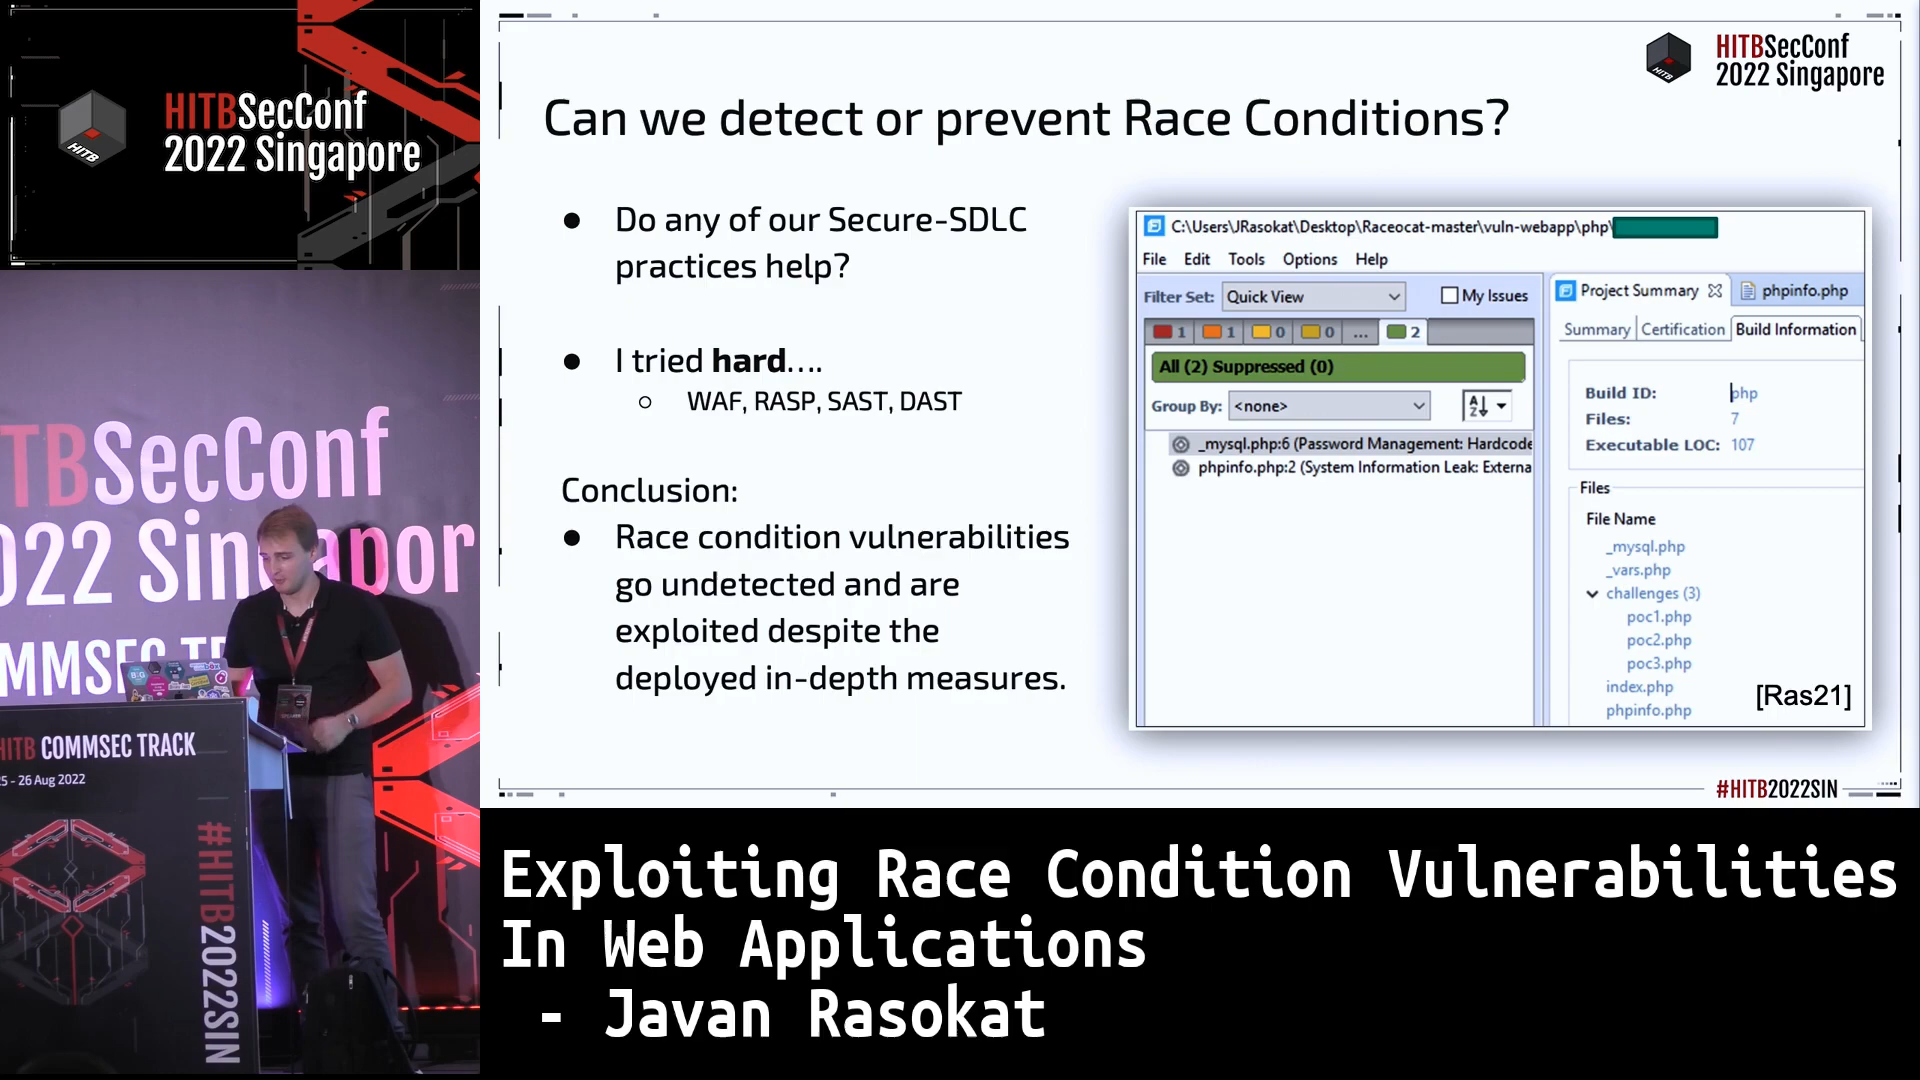 HITBSecConf
2022 Singapore
HITB
HITBSecConf
2022 Singapore
HITB
Can we detect or prevent Race Conditions?
● Do any of our Secure-SDLC
practices help?
● I tried hard….
○ WAF, RASP, SAST, DAST
Conclusion:
● Race condition vulnerabilities
go undetected and are
exploited despite the
deployed in-depth measures.
C:\Users\JRasokat\Desktop\Raceocat-master\vuln-webapp\php\
File Edit Tools Options Help
Filter Set: Quick View My Issues
1 1 0 0 ... 2
All (2) Suppressed (0)
Group By: <none>
_mysql.php:6 (Password Management: Hardcode
phpinfo.php:2 (System Information Leak: Externa
Project Summary phpinfo.php
Summary Certification Build Information
Build ID: php
Files: 7
Executable LOC: 107
Files
File Name
_mysql.php
_vars.php
challenges (3)
poc1.php
poc2.php
poc3.php
index.php
phpinfo.php
[Ras21]
#HITB2022SIN
TBSecConf
022 Singapor
MMSEC TR
HITB COMMSEC TRACK
5 - 26 Aug 2022
#HITB2022SIN
Exploiting Race Condition Vulnerabilities
In Web Applications
- Javan Rasokat